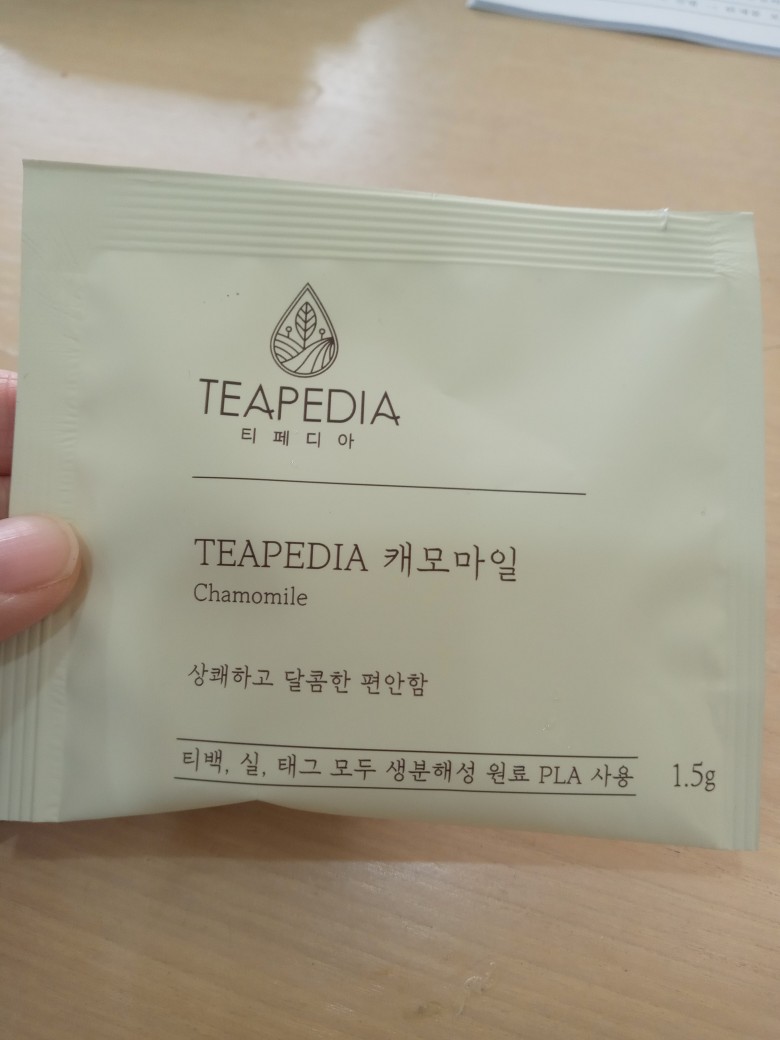 TEAPEDIA
티페디아
TEAPEDIA 캐모마일
Chamomile
상쾌하고 달콤한 편안함
티백, 실, 태그 모두 생분해성 원료 PLA 사용 1.5g